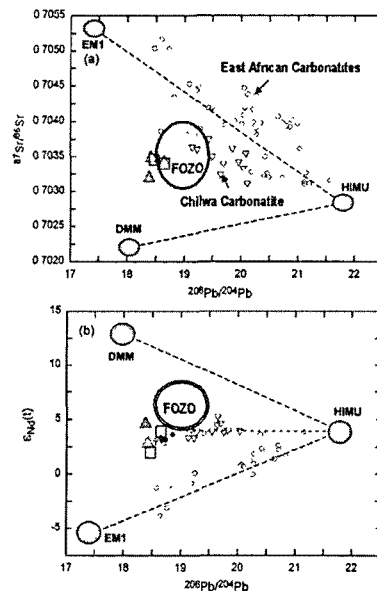 0.7055
EM1
(a)
0.7050
East African Carbonatites
0.7045
0.7040
87Sr/86Sr
0.7035
FOZO
0.7030
Chilwa Carbonatite
HIMU
0.7025
DMM
0.7020
17 18 19 20 21 22
206Pb/204Pb
15
(b)
DMM
10
FOZO
5
HIMU
εNd(t)
0
-5
EM1
17 18 19 20 21 22
206Pb/204Pb